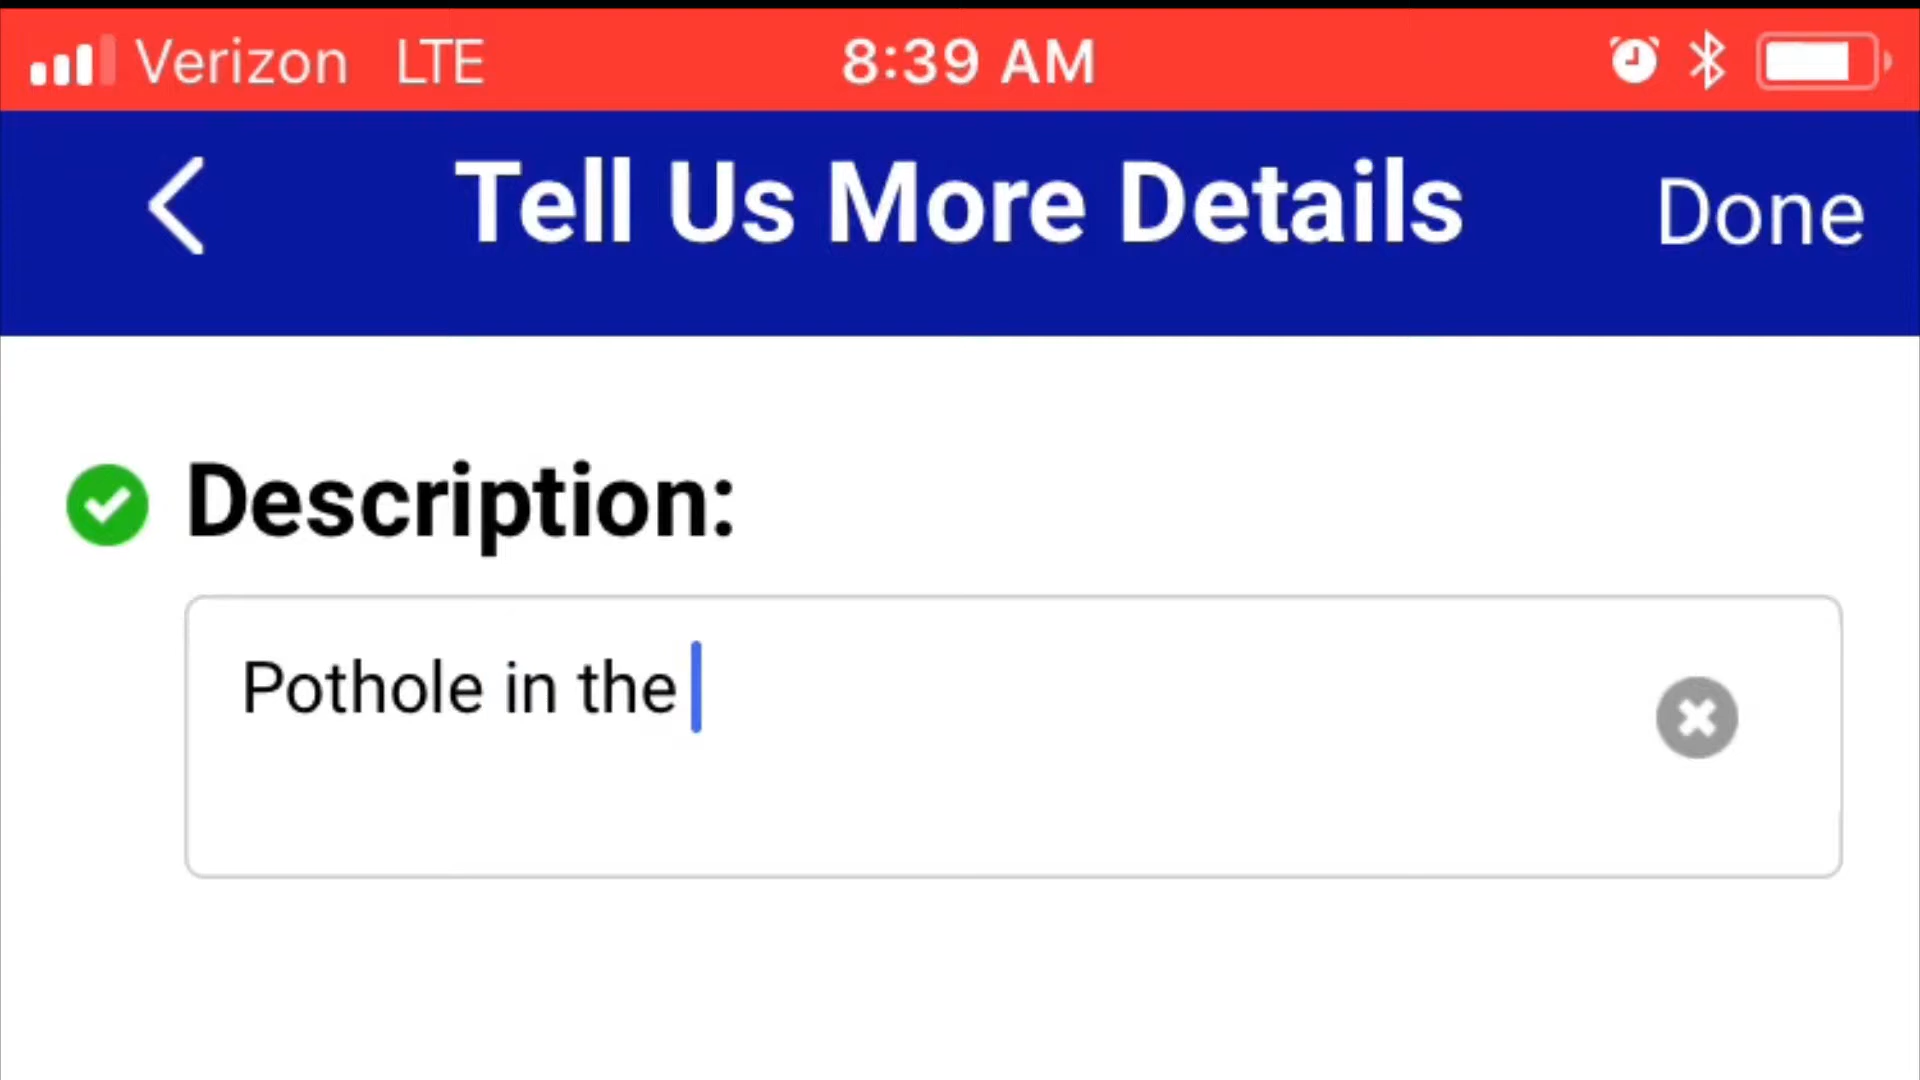 Verizon LTE 8:39 AM
Tell Us More Details Done
Description:
Pothole in the